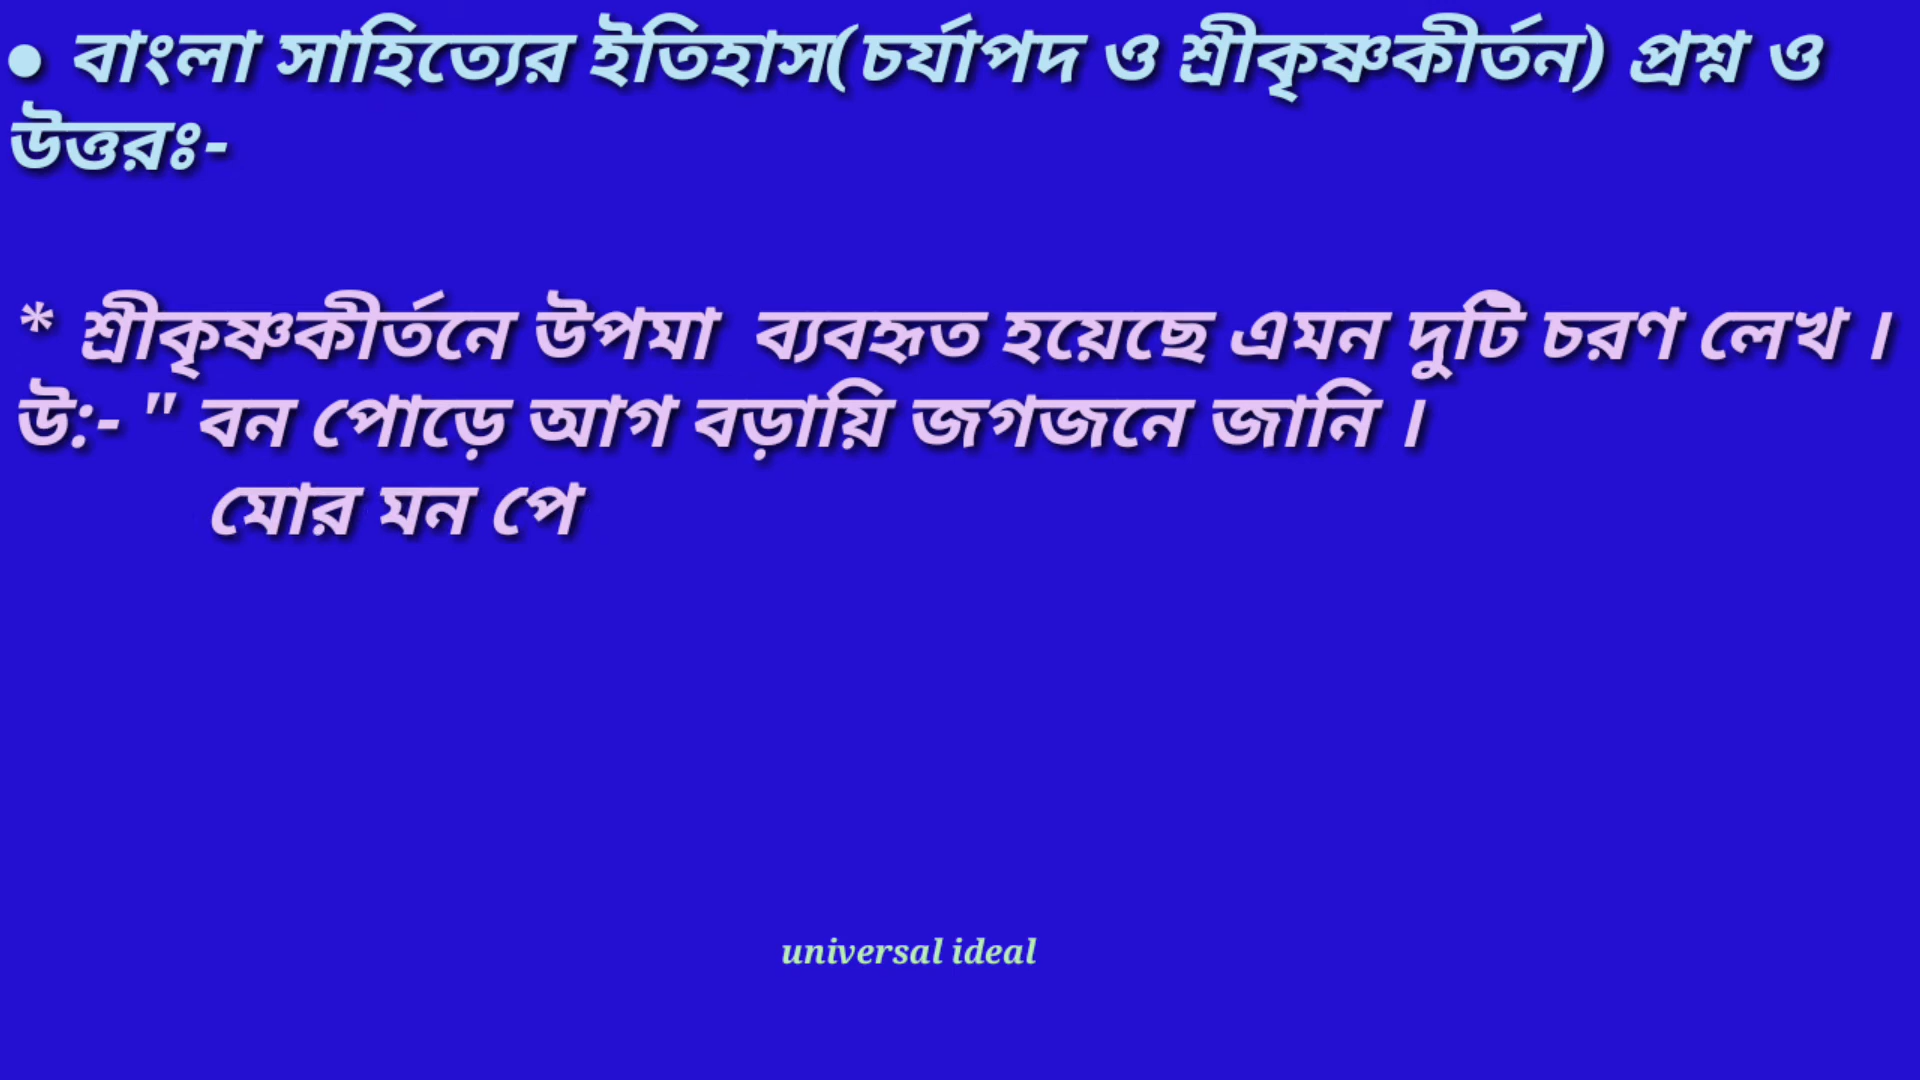 ● বাংলা সাহিত্যের ইতিহাস(চর্যাপদ ও শ্রীকৃষ্ণকীর্তন) প্রশ্ন ও
উত্তরঃ-
* শ্রীকৃষ্ণকীর্তনে উপমা ব্যবহৃত হয়েছে এমন দুটি চরণ লেখ ।
উ:- " বন পোড়ে আগ বড়ায়ি জগজনে জানি ।
মোর মন পে
universal ideal